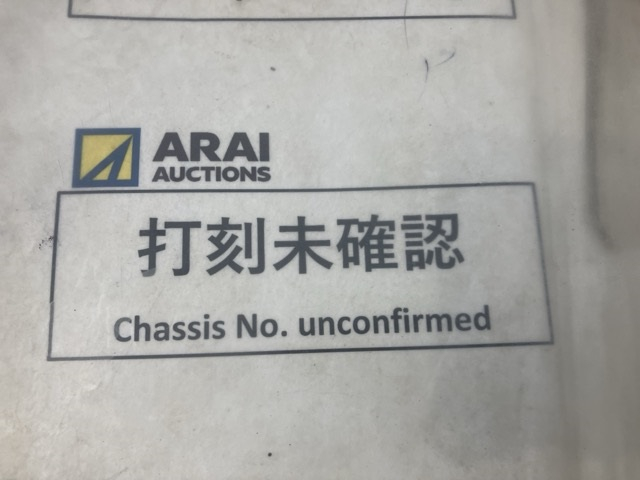 ARAI
AUCTIONS
打刻未確認
Chassis No. unconfirmed